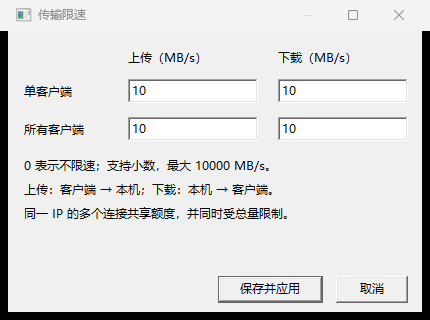 传输限速
上传（MB/s） 下载（MB/s）
单客户端 10 10
所有客户端 10 10
0 表示不限速；支持小数，最大 10000 MB/s。
上传：客户端 → 本机；下载：本机 → 客户端。
同一 IP 的多个连接共享额度，并同时受总量限制。
保存并应用 取消